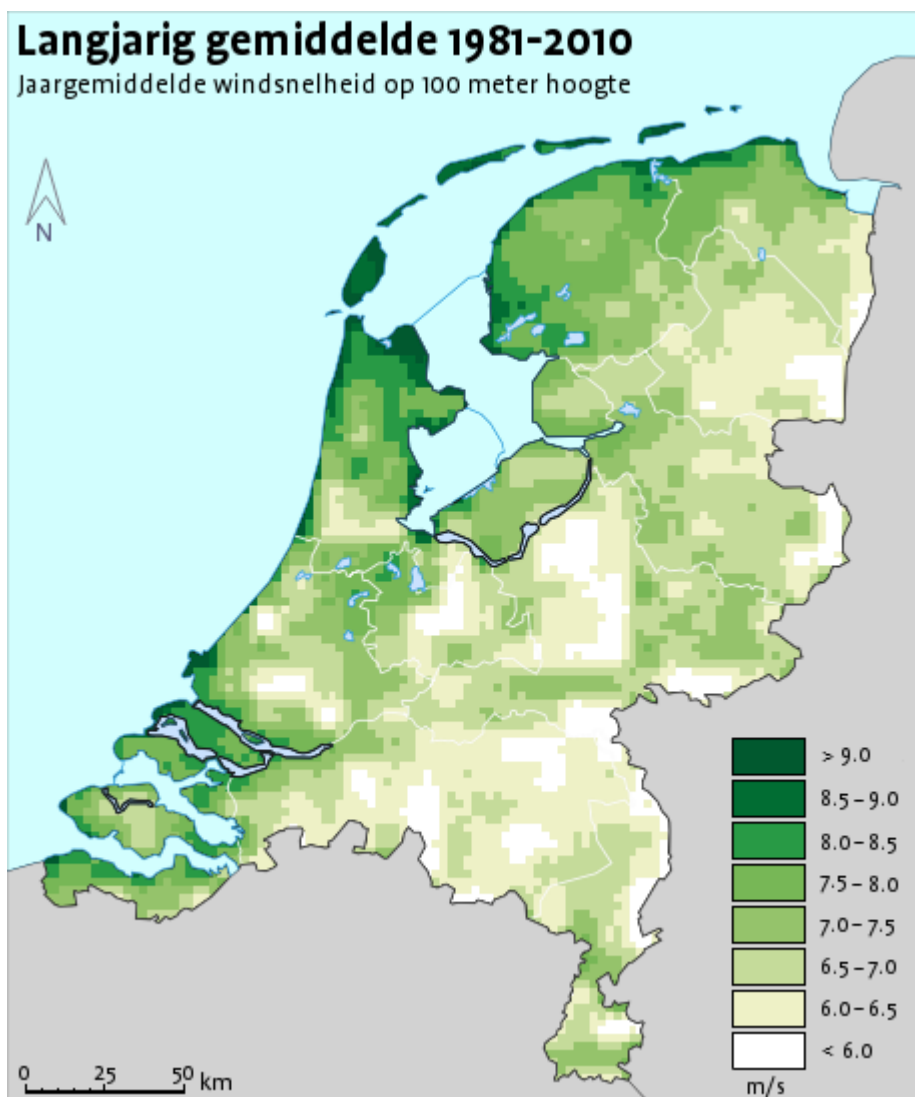 Langjarig gemiddelde 1981-2010
Jaargemiddelde windsnelheid op 100 meter hoogte
N
> 9.0
8.5 – 9.0
8.0 – 8.5
7.5 – 8.0
7.0 – 7.5
6.5 – 7.0
6.0 – 6.5
< 6.0
m/s
0 25 50 km